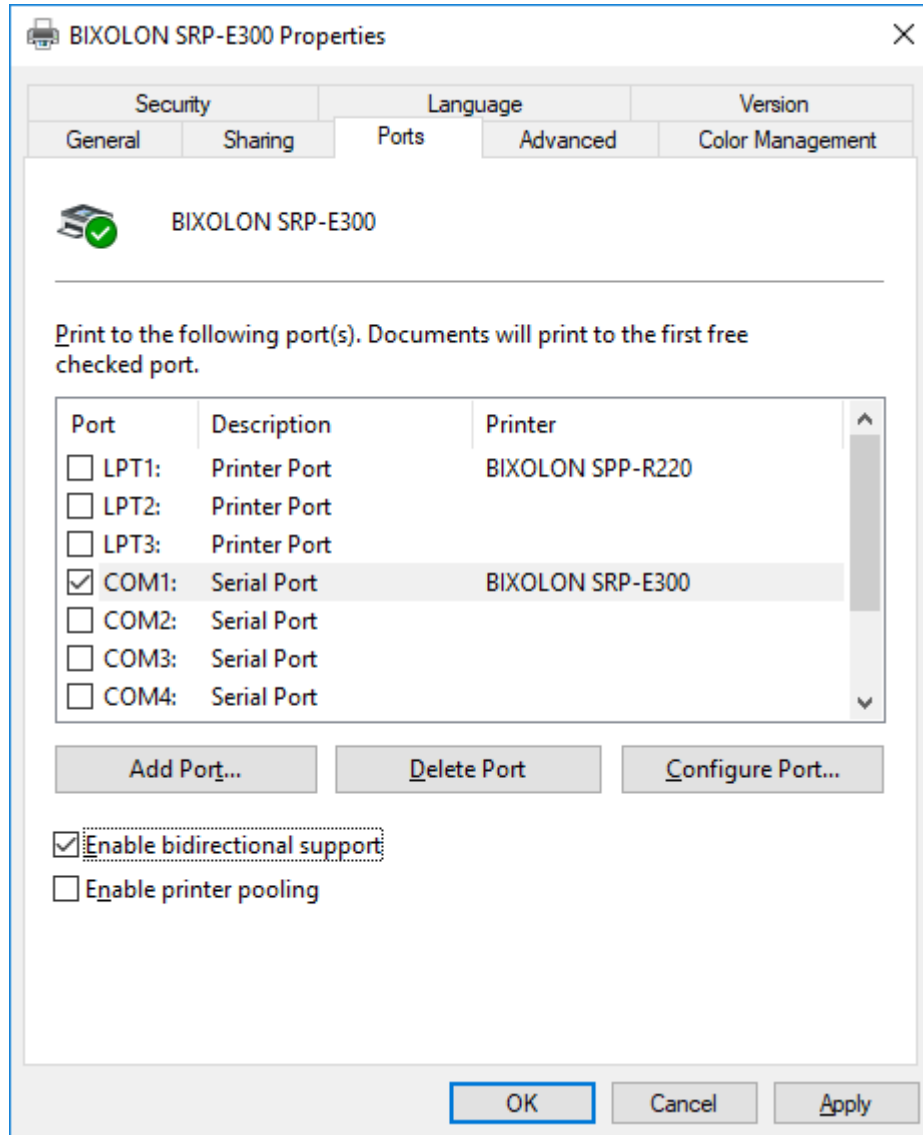 BIXOLON SRP-E300 Properties
Security Language Version
General Sharing Ports Advanced Color Management
BIXOLON SRP-E300
Print to the following port(s). Documents will print to the first free
checked port.
Port Description Printer
LPT1: Printer Port BIXOLON SPP-R220
LPT2: Printer Port
LPT3: Printer Port
COM1: Serial Port BIXOLON SRP-E300
COM2: Serial Port
COM3: Serial Port
COM4: Serial Port
Add Port... Delete Port Configure Port...
Enable bidirectional support
Enable printer pooling
OK Cancel Apply